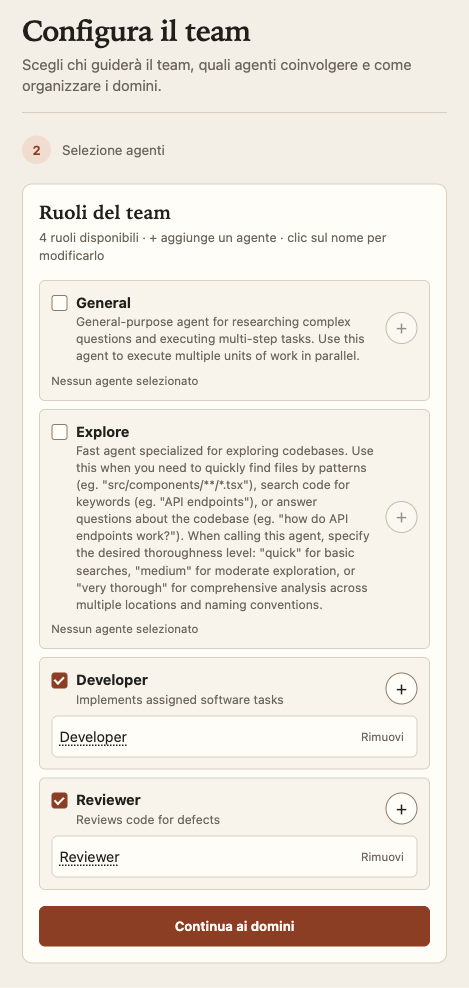 Configura il team
Scegli chi guiderà il team, quali agenti coinvolgere e come
organizzare i domini.
2 Selezione agenti
Ruoli del team
4 ruoli disponibili · + aggiunge un agente · clic sul nome per
modificarlo
General
General-purpose agent for researching complex
questions and executing multi-step tasks. Use this
agent to execute multiple units of work in parallel.
+
Nessun agente selezionato
Explore
Fast agent specialized for exploring codebases. Use
this when you need to quickly find files by patterns
(eg. "src/components/**/*.tsx"), search code for
keywords (eg. "API endpoints"), or answer
questions about the codebase (eg. "how do API
endpoints work?"). When calling this agent, specify
the desired thoroughness level: "quick" for basic
searches, "medium" for moderate exploration, or
"very thorough" for comprehensive analysis across
multiple locations and naming conventions.
+
Nessun agente selezionato
Developer
Implements assigned software tasks
+
Developer Rimuovi
Reviewer
Reviews code for defects
+
Reviewer Rimuovi
Continua ai domini